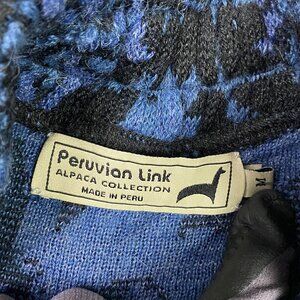 Peruvian Link
ALPACA COLLECTION
MADE IN PERU
M